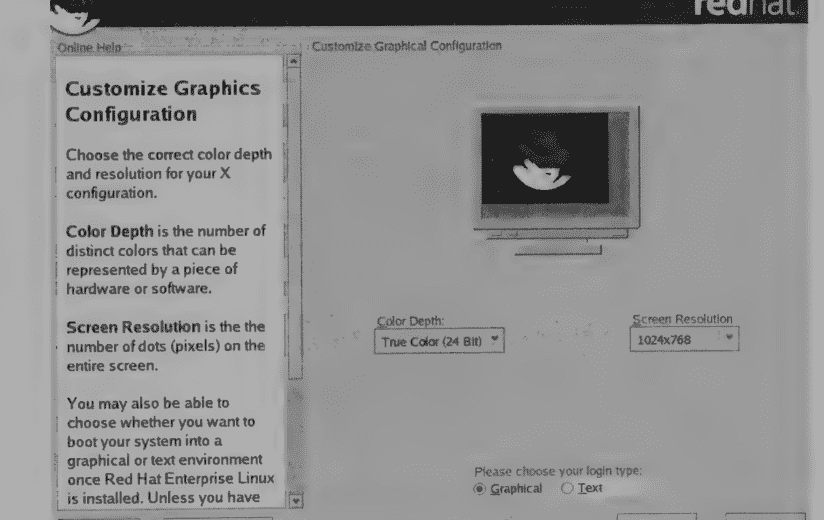 redhat
Online Help
Customize Graphical Configuration
Customize Graphics
Configuration
Choose the correct color depth
and resolution for your X
configuration.
Color Depth is the number of
distinct colors that can be
represented by a piece of
hardware or software.
Screen Resolution is the the
number of dots (pixels) on the
entire screen.
You may also be able to
choose whether you want to
boot your system into a
graphical or text environment
once Red Hat Enterprise Linux
is installed. Unless you have
Color Depth:
True Color (24 Bit)
Screen Resolution
1024x768
Please choose your login type:
Graphical
Text